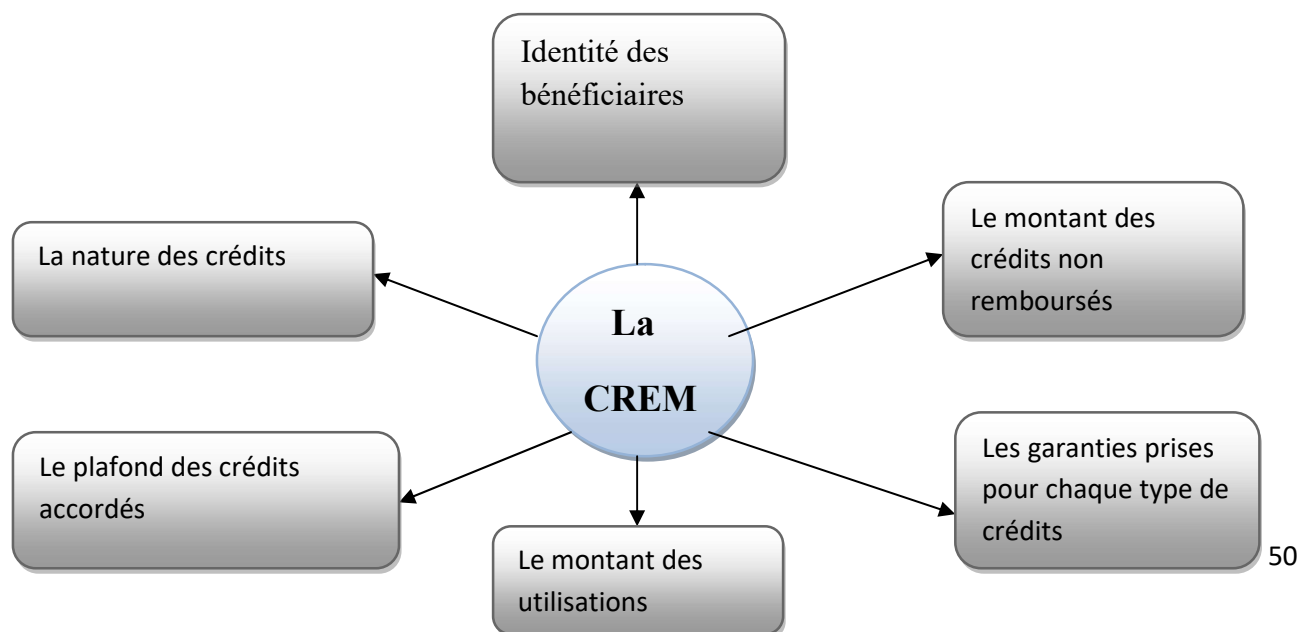 Identité des
bénéficiaires
La nature des crédits
Le montant des
crédits non
remboursés
La
CREM
Le plafond des crédits
accordés
Les garanties prises
pour chaque type de
crédits
Le montant des
utilisations
50